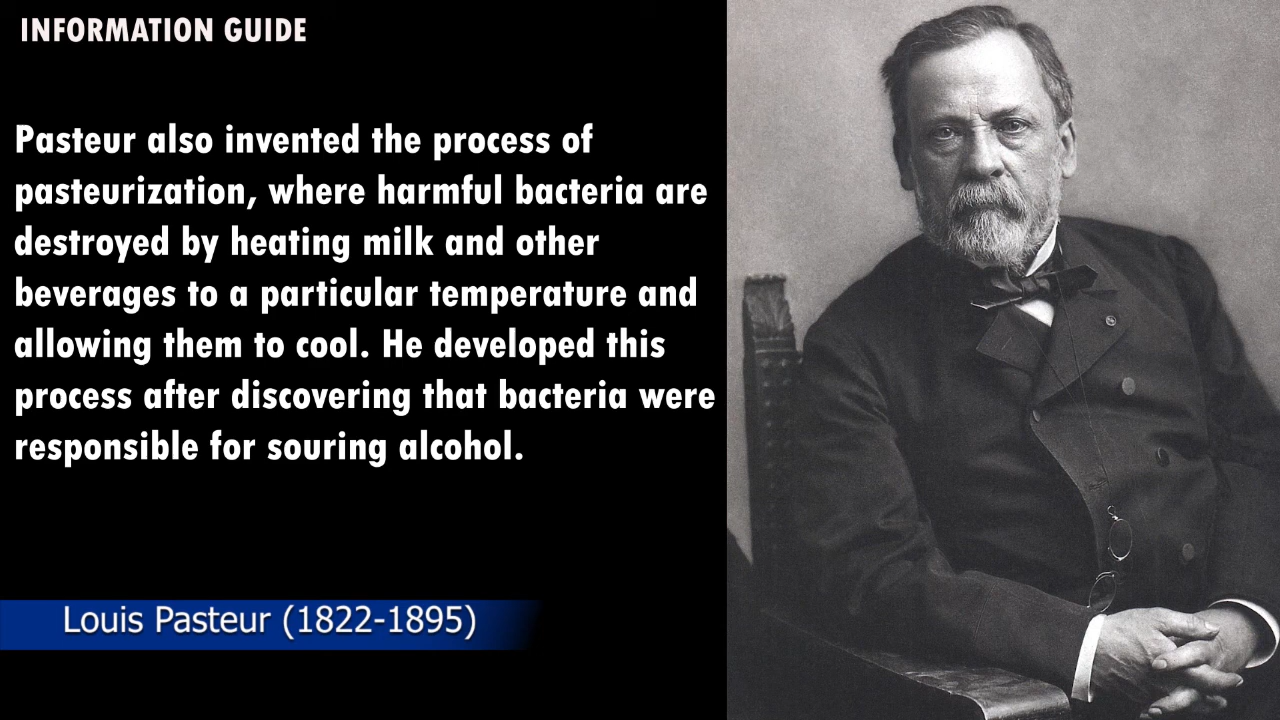 INFORMATION GUIDE
Pasteur also invented the process of
pasteurization, where harmful bacteria are
destroyed by heating milk and other
beverages to a particular temperature and
allowing them to cool. He developed this
process after discovering that bacteria were
responsible for souring alcohol.
Louis Pasteur (1822-1895)